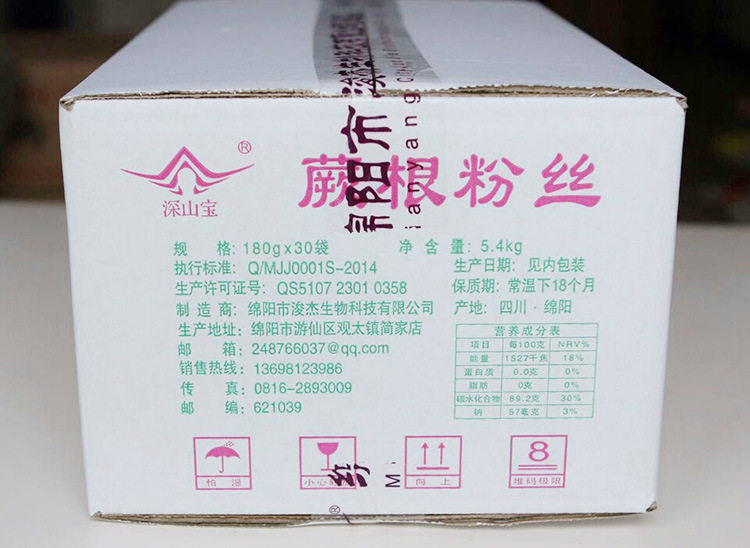 绵阳市
Mianyang
®
深山宝
蕨根粉丝
规 格: 180g×30袋
净 含 量: 5.4kg
执行标准: Q/MJJ0001S-2014
生产日期: 见内包装
生产许可证号: QS5107 2301 0358
保质期: 常温下18个月
制 造 商: 绵阳市浚杰生物科技有限公司
产地: 四川·绵阳
生产地址: 绵阳市游仙区观太镇简家店
邮 箱: 248766037@qq.com
销售热线: 13698123986
传 真: 0816-2893009
邮 编: 621039
营养成分表
项目 每100克 NRV%
能量 1527千焦 18%
蛋白质 0.0克 0%
脂肪 0克 0%
碳水化合物 89.2克 30%
钠 57毫克 3%
怕 湿
小心
向 上
8
堆码极限
®
Mi